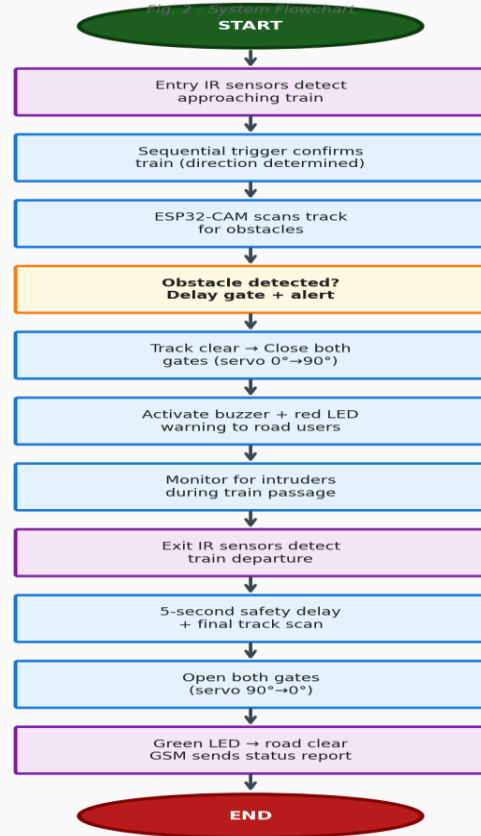 Fig. 2 - System Flowchart
START
Entry IR sensors detect
approaching train
Sequential trigger confirms
train (direction determined)
ESP32-CAM scans track
for obstacles
Obstacle detected?
Delay gate + alert
Track clear → Close both
gates (servo 0°→90°)
Activate buzzer + red LED
warning to road users
Monitor for intruders
during train passage
Exit IR sensors detect
train departure
5-second safety delay
+ final track scan
Open both gates
(servo 90°→0°)
Green LED → road clear
GSM sends status report
END